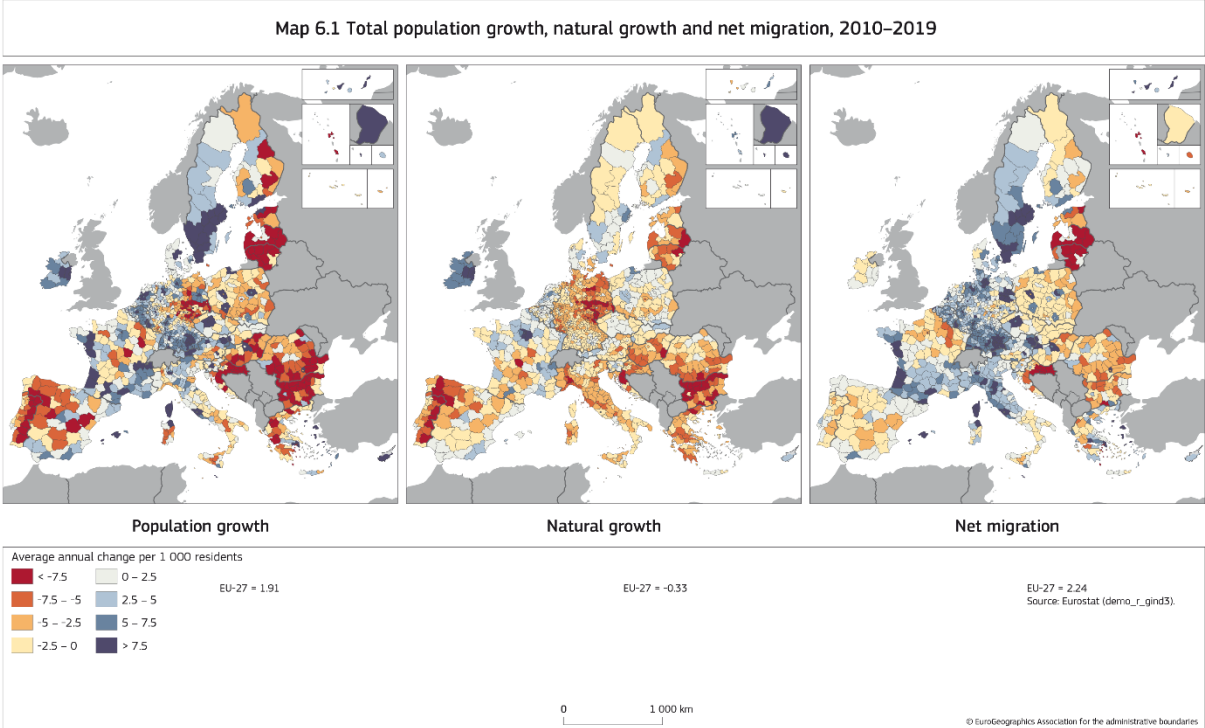 Map 6.1 Total population growth, natural growth and net migration, 2010–2019
Population growth
Natural growth
Net migration
Average annual change per 1 000 residents
< -7.5
-7.5 – -5
-5 – -2.5
-2.5 – 0
0 – 2.5
2.5 – 5
5 – 7.5
> 7.5
EU-27 = 1.91
EU-27 = -0.33
EU-27 = 2.24
Source: Eurostat (demo_r_gind3).
0 1 000 km
© EuroGeographics Association for the administrative boundaries